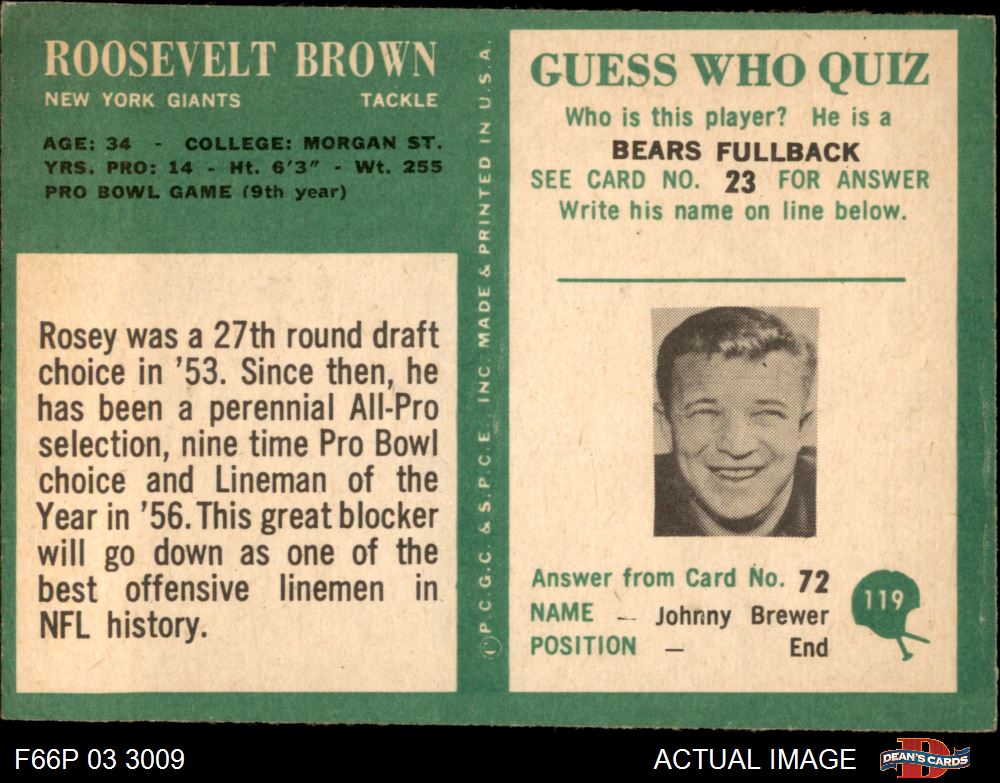 ROOSEVELT BROWN
NEW YORK GIANTS TACKLE
AGE: 34 - COLLEGE: MORGAN ST.
YRS. PRO: 14 - Ht. 6'3" - Wt. 255
PRO BOWL GAME (9th year)
Rosey was a 27th round draft
choice in '53. Since then, he
has been a perennial All-Pro
selection, nine time Pro Bowl
choice and Lineman of the
Year in '56. This great blocker
will go down as one of the
best offensive linemen in
NFL history.
Ⓒ P.C.G.C. & S.P.C.E. INC. MADE & PRINTED IN U.S.A.
GUESS WHO QUIZ
Who is this player? He is a
BEARS FULLBACK
SEE CARD NO. 23 FOR ANSWER
Write his name on line below.
Answer from Card No. 72
NAME — Johnny Brewer
POSITION — End
119
F66P 03 3009
ACTUAL IMAGE
D
DEAN'S CARDS